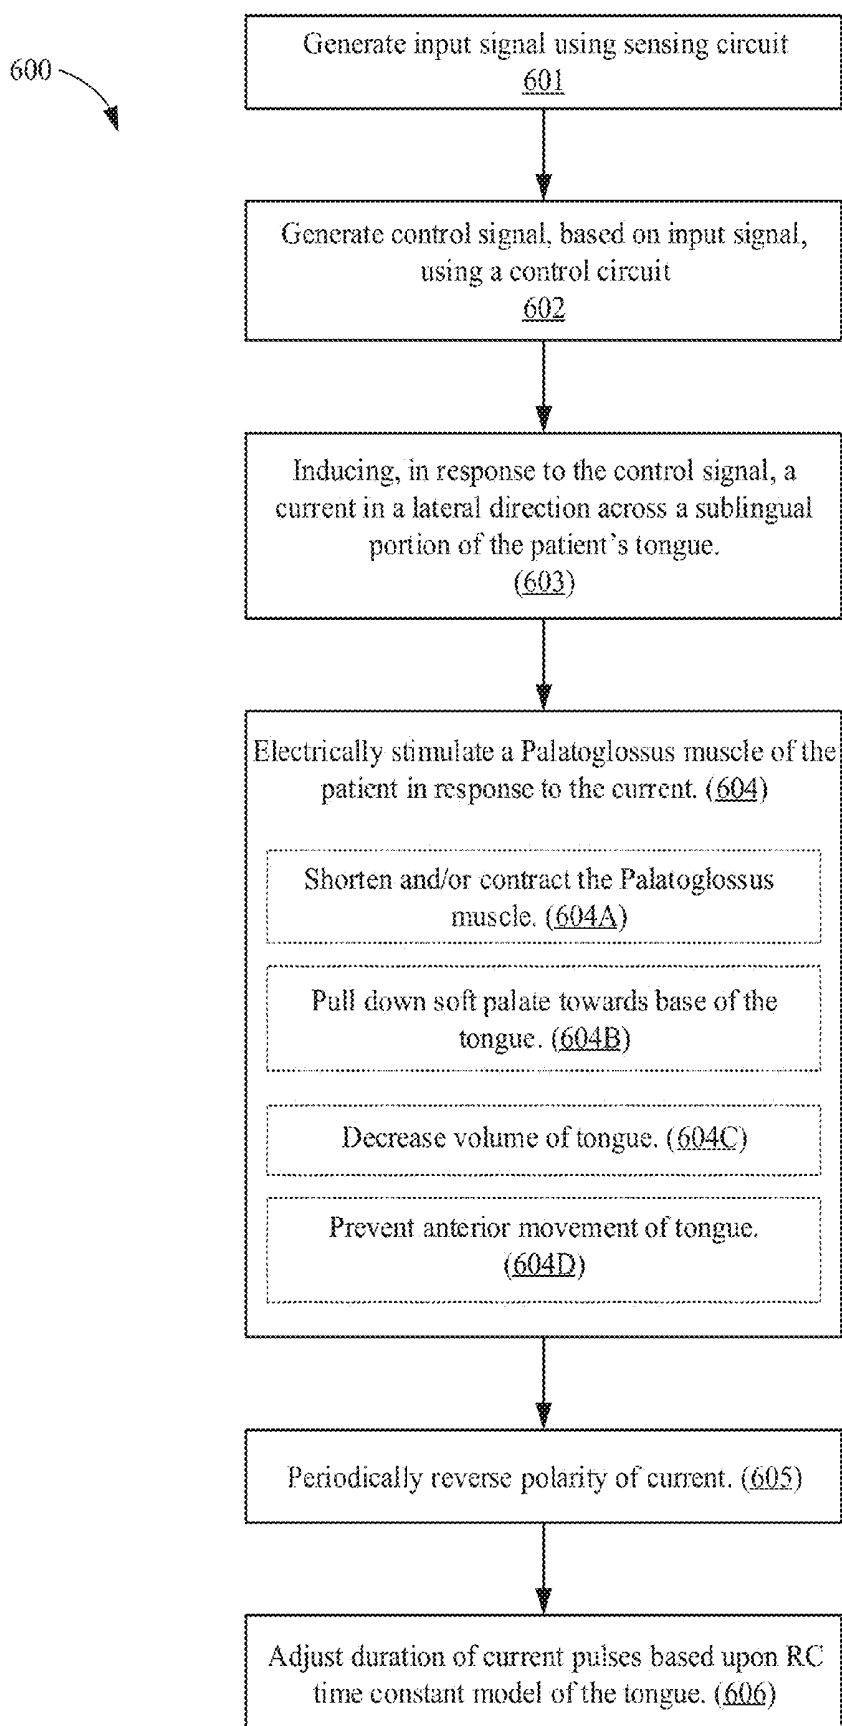 600
Generate input signal using sensing circuit
601
Generate control signal, based on input signal,
using a control circuit
602
Inducing, in response to the control signal, a
current in a lateral direction across a sublingual
portion of the patient's tongue.
(603)
Electrically stimulate a Palatoglossus muscle of the
patient in response to the current. (604)
Shorten and/or contract the Palatoglossus
muscle. (604A)
Pull down soft palate towards base of the
tongue. (604B)
Decrease volume of tongue. (604C)
Prevent anterior movement of tongue.
(604D)
Periodically reverse polarity of current. (605)
Adjust duration of current pulses based upon RC
time constant model of the tongue. (606)